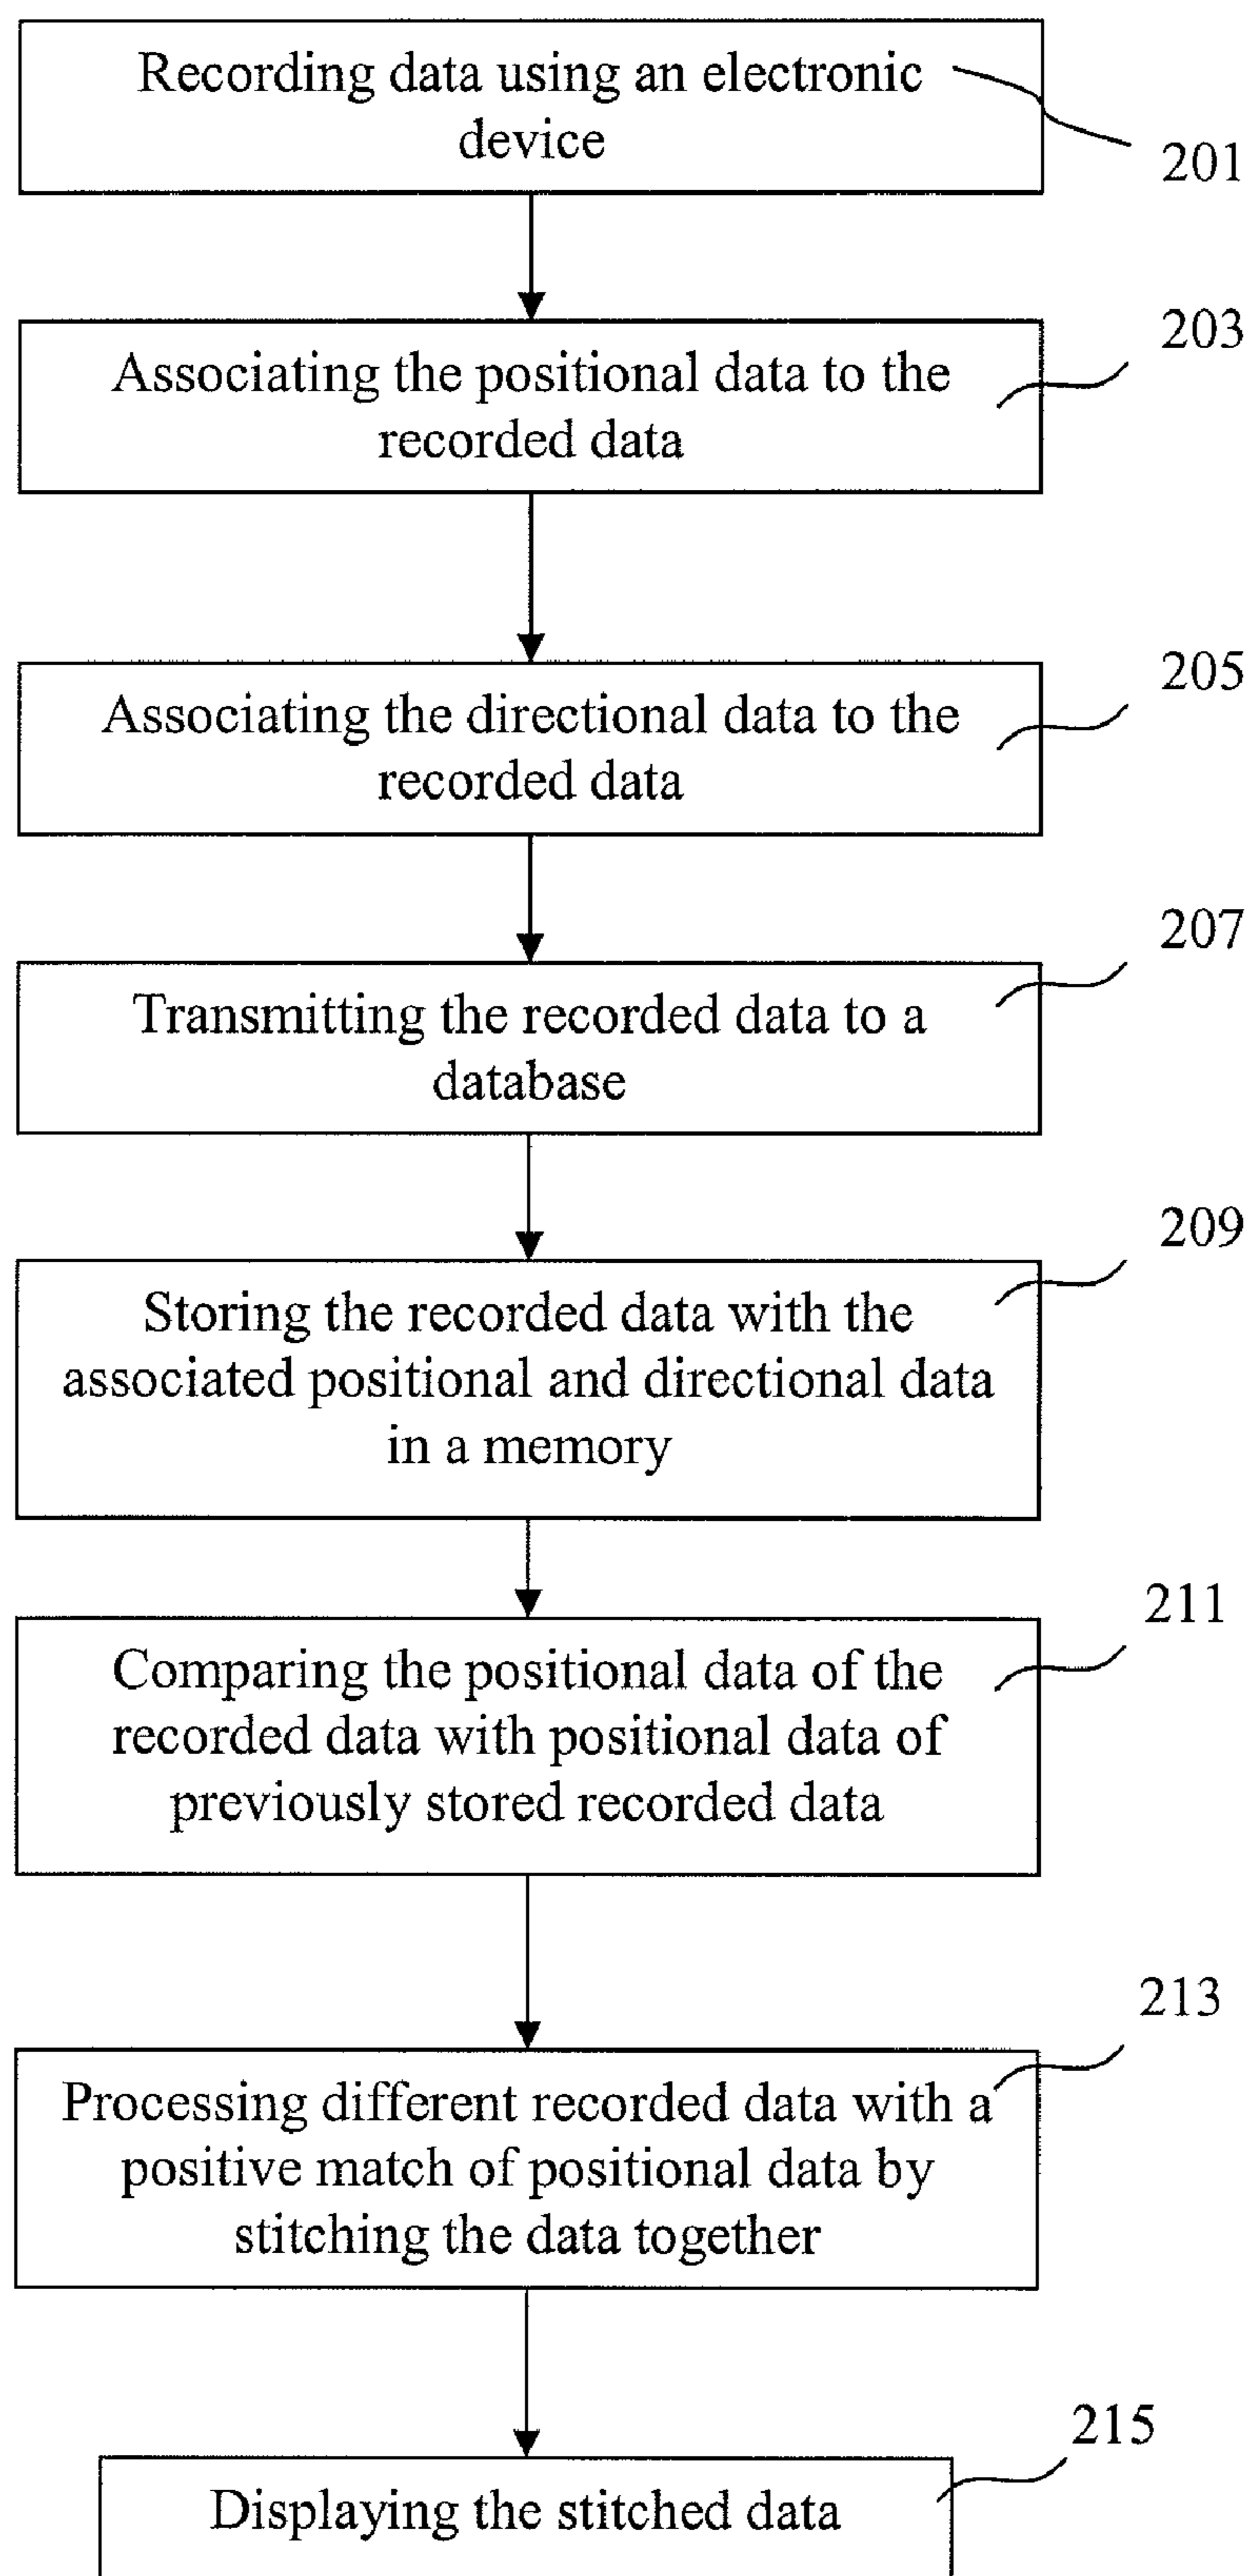 Recording data using an electronic
device
201
203
Associating the positional data to the
recorded data
205
Associating the directional data to the
recorded data
207
Transmitting the recorded data to a
database
209
Storing the recorded data with the
associated positional and directional data
in a memory
211
Comparing the positional data of the
recorded data with positional data of
previously stored recorded data
213
Processing different recorded data with a
positive match of positional data by
stitching the data together
215
Displaying the stitched data